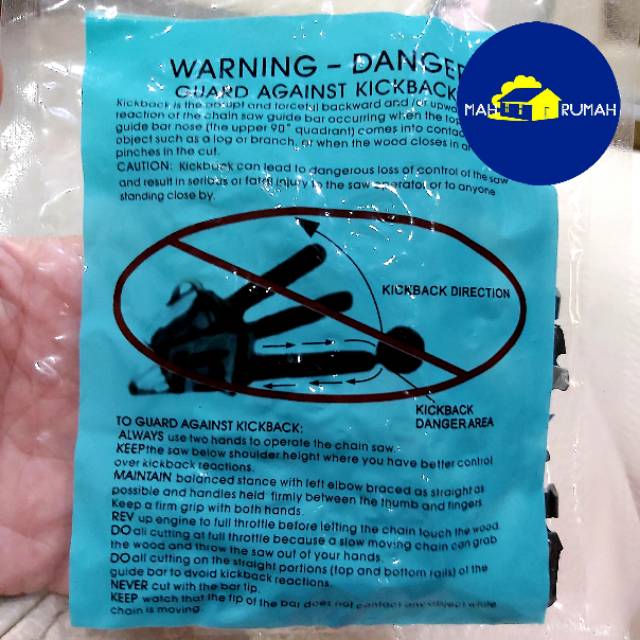 WARNING - DANGER
GUARD AGAINST KICKBACK
MAH RUMAH
Kickback is the abrupt and forceful backward and/or upwa
reaction of the chain saw guide bar occurring when the top
guide bar nose (the upper 90° quadrant) comes into contac
object such as a log or branch, or when the wood closes in an
pinches in the cut.
CAUTION: Kickback can lead to dangerous loss of control of the saw
and result in serious or fatal injury to the saw operator or to anyone
standing close by.
KICKBACK DIRECTION
KICKBACK
DANGER AREA
TO GUARD AGAINST KICKBACK:
ALWAYS use two hands to operate the chain saw.
KEEP the saw below shoulder height where you have better control
over kickback reactions.
MAINTAIN balanced stance with left elbow braced as straight as
possible and handles held firmly between the thumb and fingers
Keep a firm grip with both hands.
REV up engine to full throttle before letting the chain touch the wood.
DO all cutting at full throttle because a slow moving chain can grab
the wood and throw the saw out of your hands.
DO all cutting on the straight portions (top and bottom rails) of the
guide bar to avoid kickback reactions.
NEVER cut with the bar tip.
KEEP watch that the tip of the bar does not contact any object while
chain is moving.